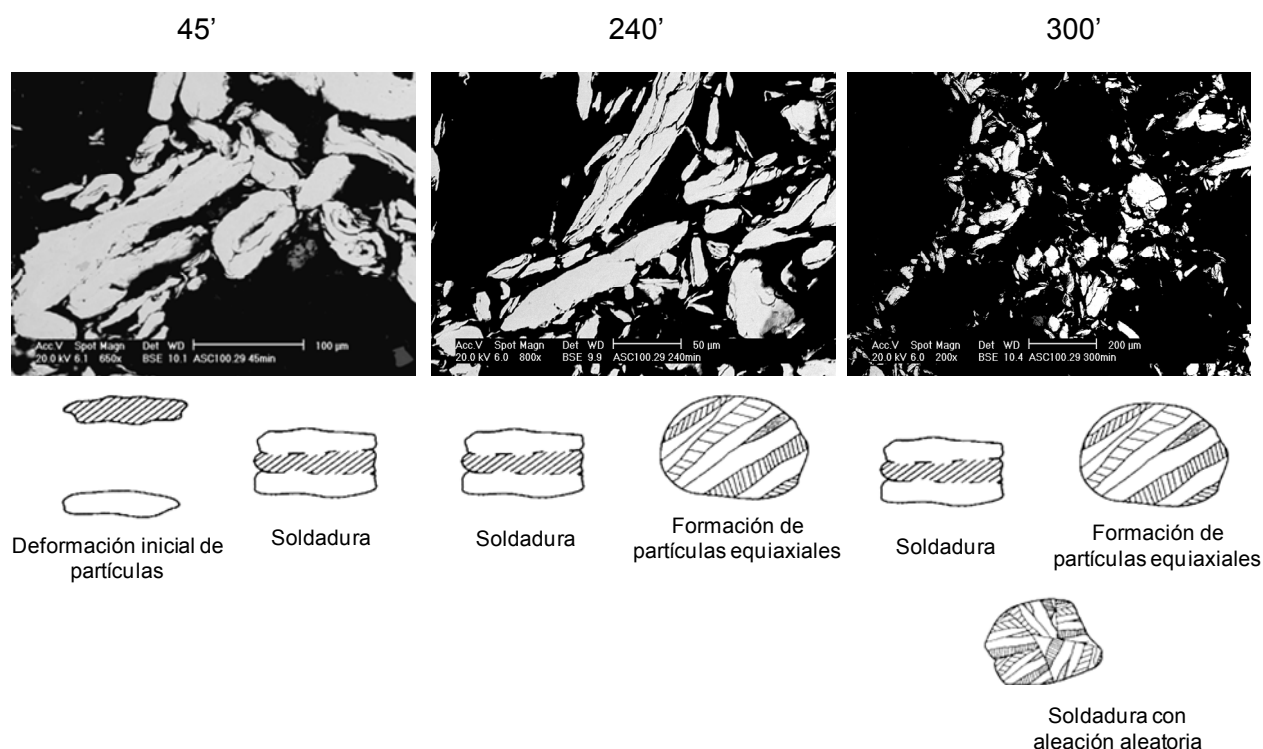 45’
240’
300’
Acc.V Spot Magn Det WD 100 µm
20.0 kV 6.1 650x BSE 10.1 ASC100.29 45min
Acc.V Spot Magn Det WD 50 µm
20.0 kV 6.0 800x BSE 9.9 ASC100.29 240min
Acc.V Spot Magn Det WD 200 µm
20.0 kV 6.0 200x BSE 10.4 ASC100.29 300min
Deformación inicial de
partículas
Soldadura
Soldadura
Formación de
partículas equiaxiales
Soldadura
Formación de
partículas equiaxiales
Soldadura con
aleación aleatoria